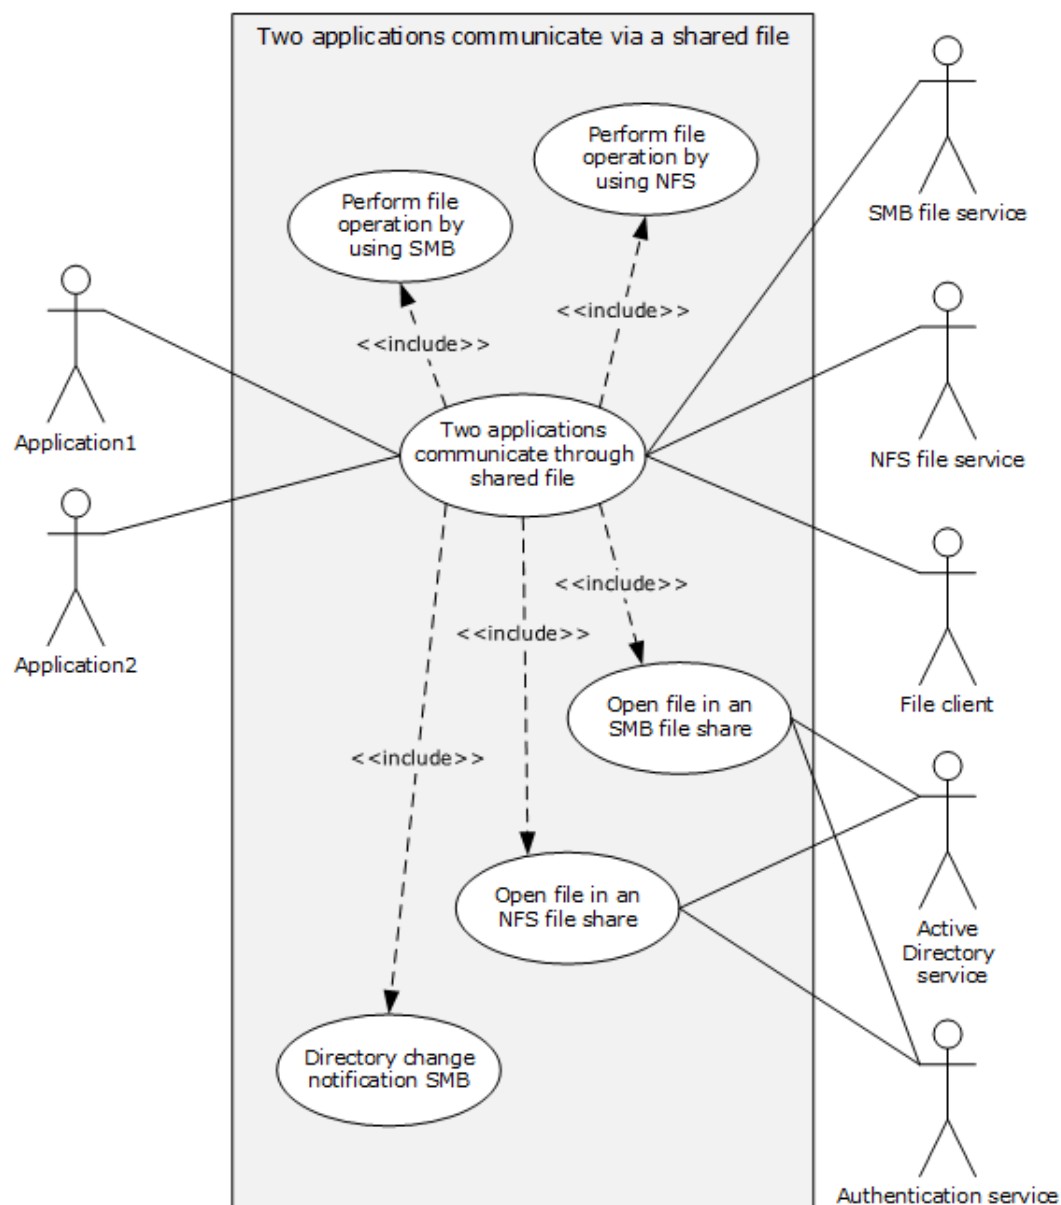 Two applications communicate via a shared file
Perform file
operation by
using NFS
Perform file
operation by
using SMB
SMB file service
<<include>>
<<include>>
Application1
Two applications
communicate through
shared file
NFS file service
<<include>>
<<include>>
Application2
Open file in an
SMB file share
File client
<<include>>
Open file in an
NFS file share
Active
Directory
service
Directory change
notification SMB
Authentication service